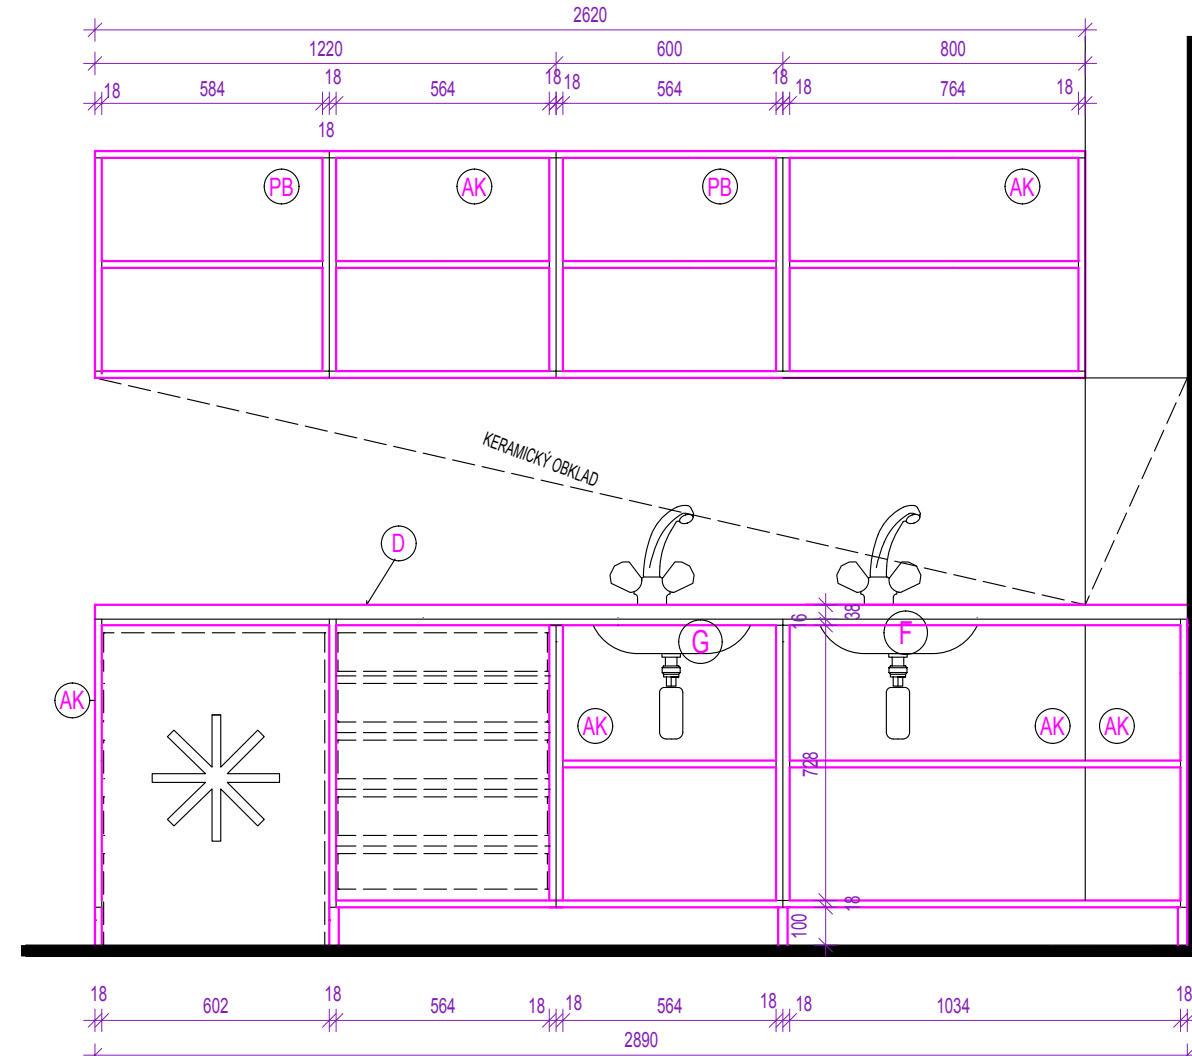 2620
1220 600 800
18 584 18 564 18 18 564 18 18 764 18
18
PB AK PB AK
KERAMICKÝ OBKLAD
D
16 38
G F
AK
AK AK AK
728
18
100
18 602 18 564 18 18 564 18 18 1034 18
2890